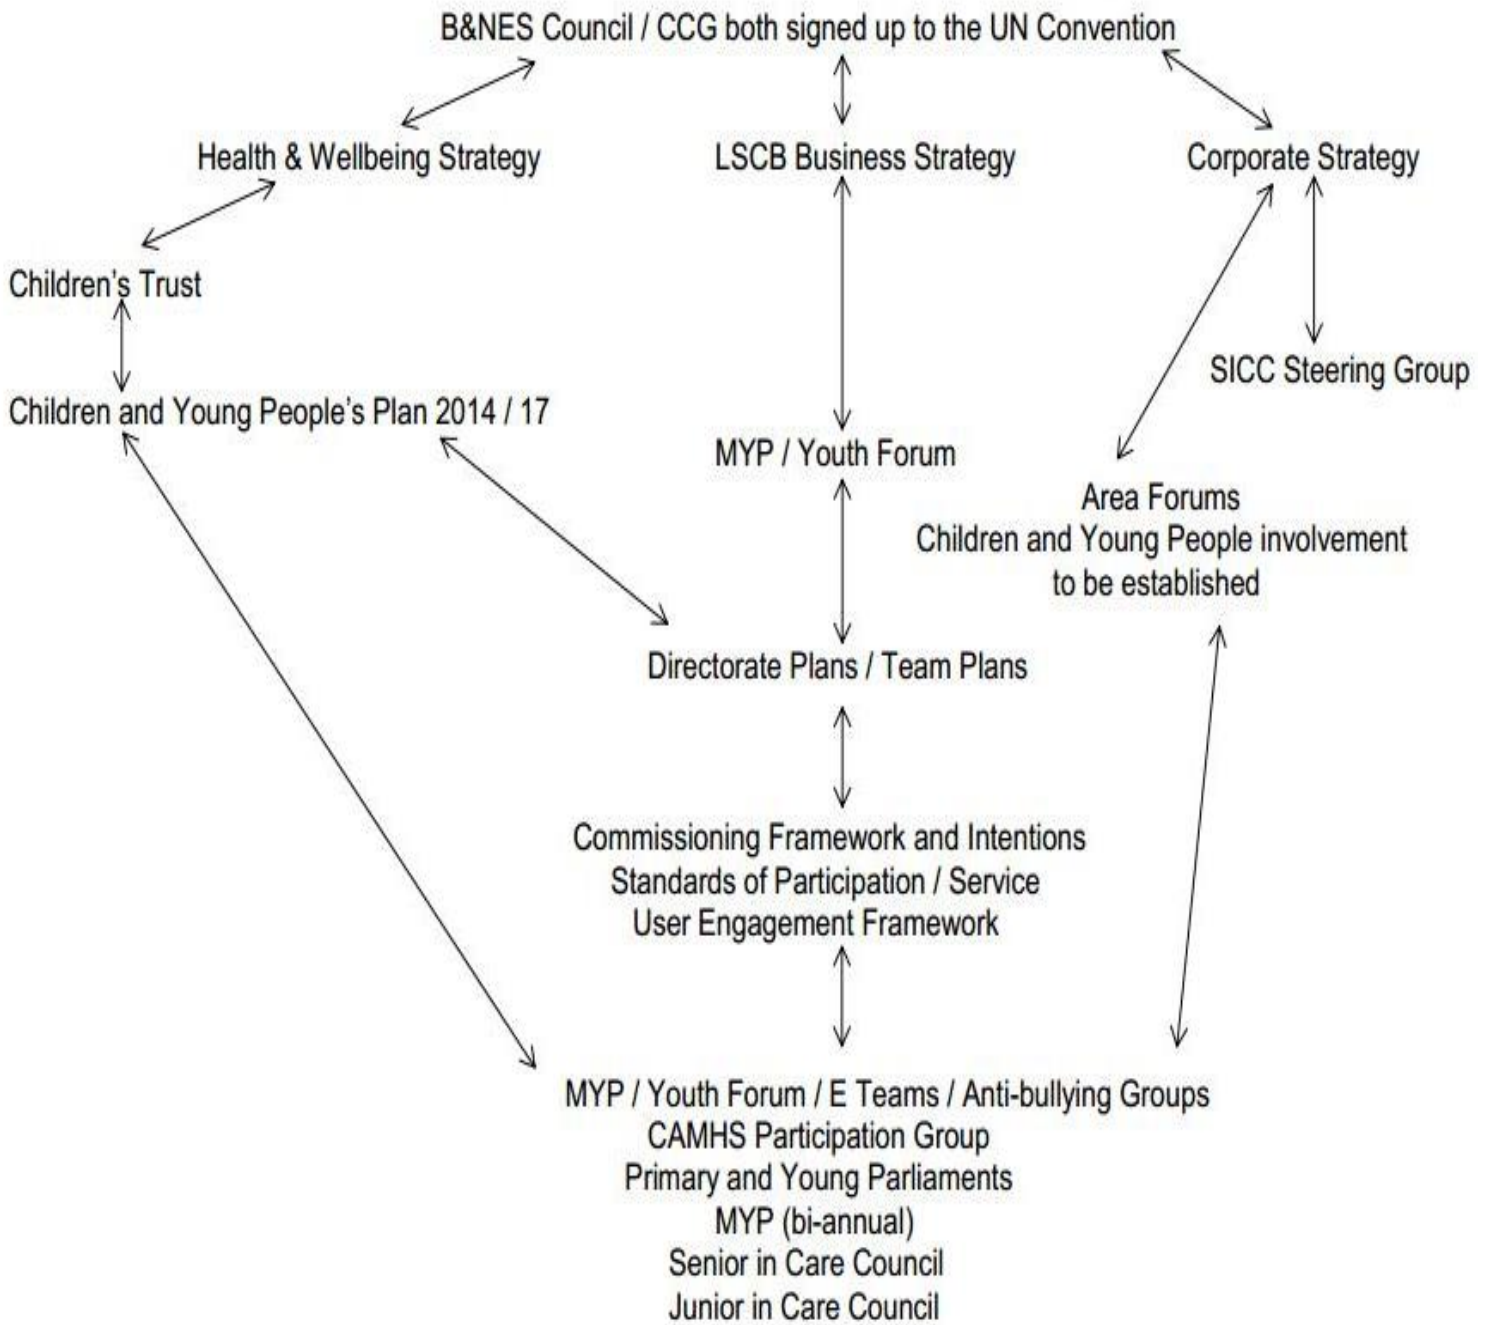 B&NES Council / CCG both signed up to the UN Convention
Health & Wellbeing Strategy
LSCB Business Strategy
Corporate Strategy
Children's Trust
SICC Steering Group
Children and Young People's Plan 2014 / 17
MYP / Youth Forum
Area Forums
Children and Young People involvement
to be established
Directorate Plans / Team Plans
Commissioning Framework and Intentions
Standards of Participation / Service
User Engagement Framework
MYP / Youth Forum / E Teams / Anti-bullying Groups
CAMHS Participation Group
Primary and Young Parliaments
MYP (bi-annual)
Senior in Care Council
Junior in Care Council